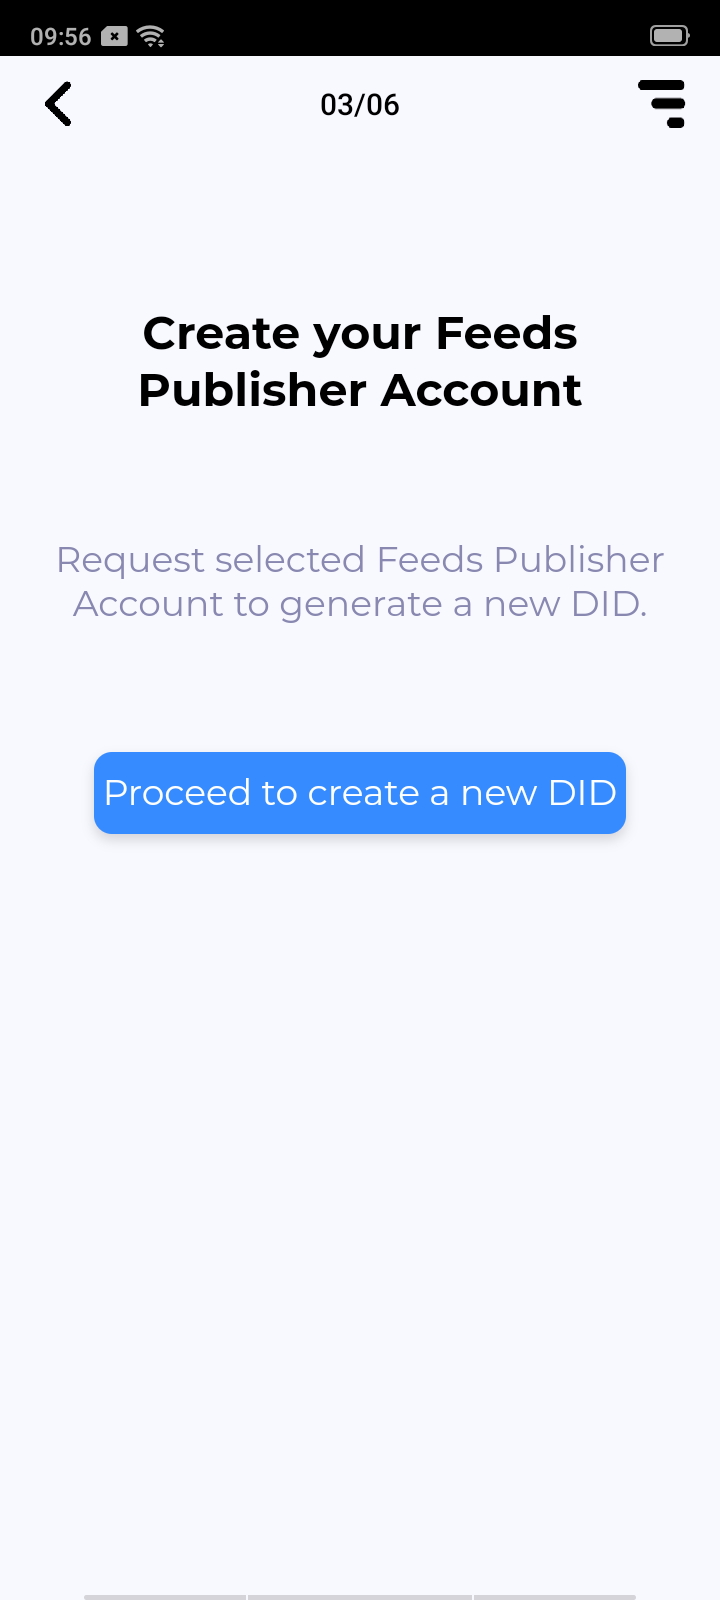 09:56
03/06
Create your Feeds
Publisher Account
Request selected Feeds Publisher
Account to generate a new DID.
Proceed to create a new DID